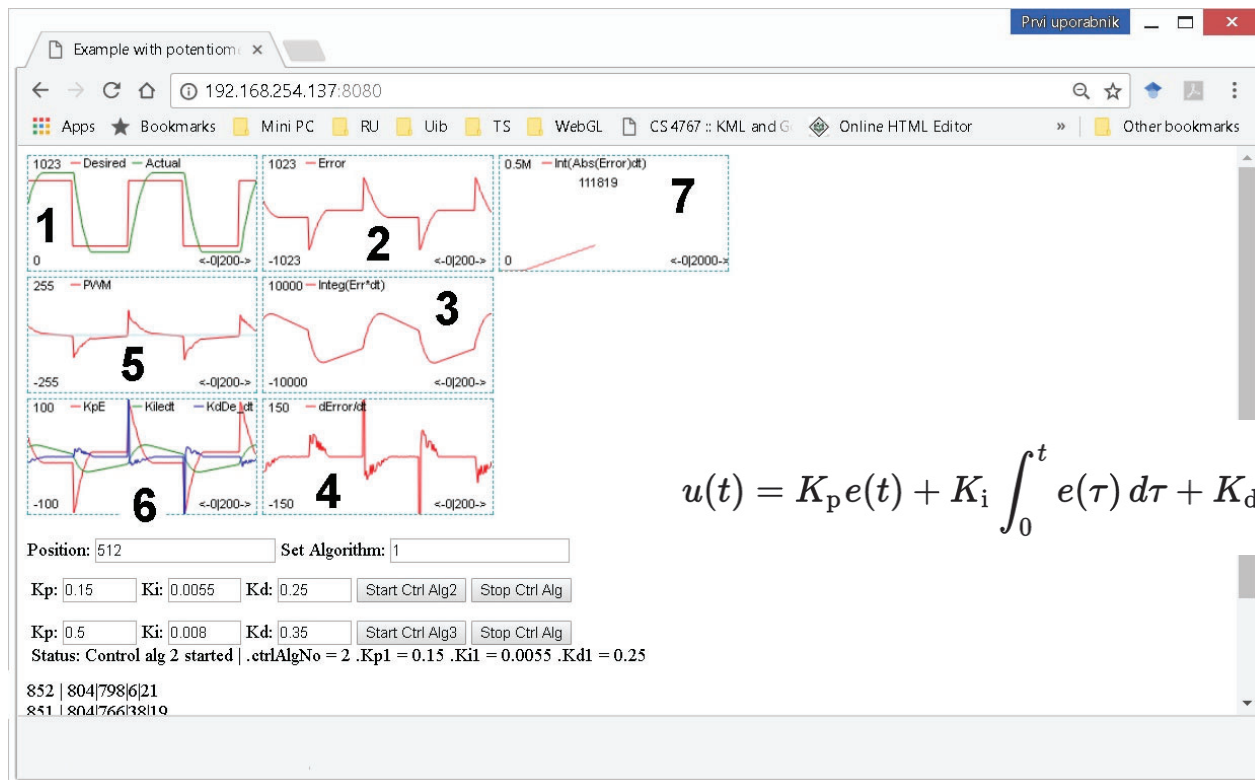 Prvi uporabnik
Example with potentiom
192.168.254.137:8080
Apps Bookmarks Mini PC RU Uib TS WebGL CS 4767 :: KML and G Online HTML Editor » Other bookmarks
1023 Desired Actual
1
0 <-0|200->
1023 Error
2
-1023 <-0|200->
0.5M Int(Abs(Error)dt)
111819
7
0 <-0|2000->
255 PWM
5
-255 <-0|200->
10000 Integ(Err*dt)
3
-10000 <-0|200->
100 KpE KiIedt KdDe_dt
6
-100 <-0|200->
150 dError/dt
4
-150 <-0|200->
u(t) = K_p e(t) + K_i ∫_0^t e(τ) dτ + K_d
Position: 512 Set Algorithm: 1
Kp: 0.15 Ki: 0.0055 Kd: 0.25 Start Ctrl Alg2 Stop Ctrl Alg
Kp: 0.5 Ki: 0.008 Kd: 0.35 Start Ctrl Alg3 Stop Ctrl Alg
Status: Control alg 2 started | .ctrlAlgNo = 2 .Kp1 = 0.15 .Ki1 = 0.0055 .Kd1 = 0.25
852 | 804|798|6|21
851 | 804|766|38|19